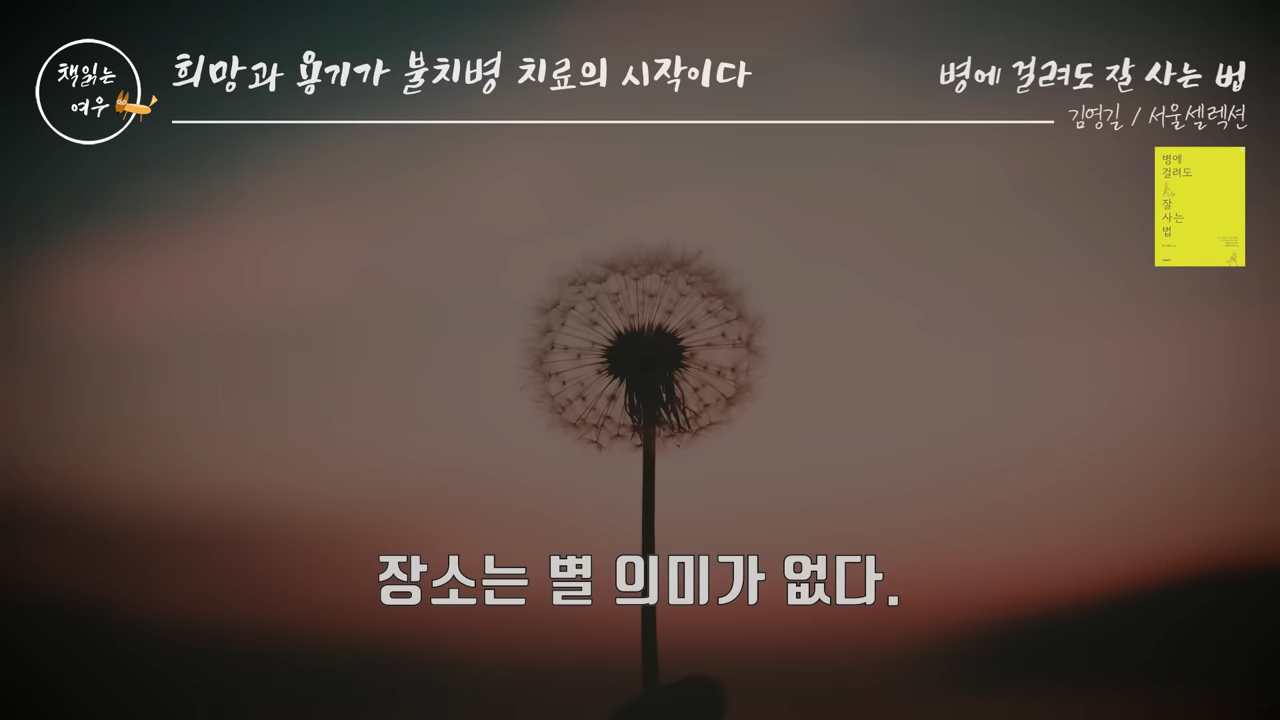 책읽는
여우
희망과 용기가 불치병 치료의 시작이다
병에 걸려도 잘 사는 법
김영길 / 서울셀렉션
병에
걸려도
잘
사는
법
장소는 별 의미가 없다.